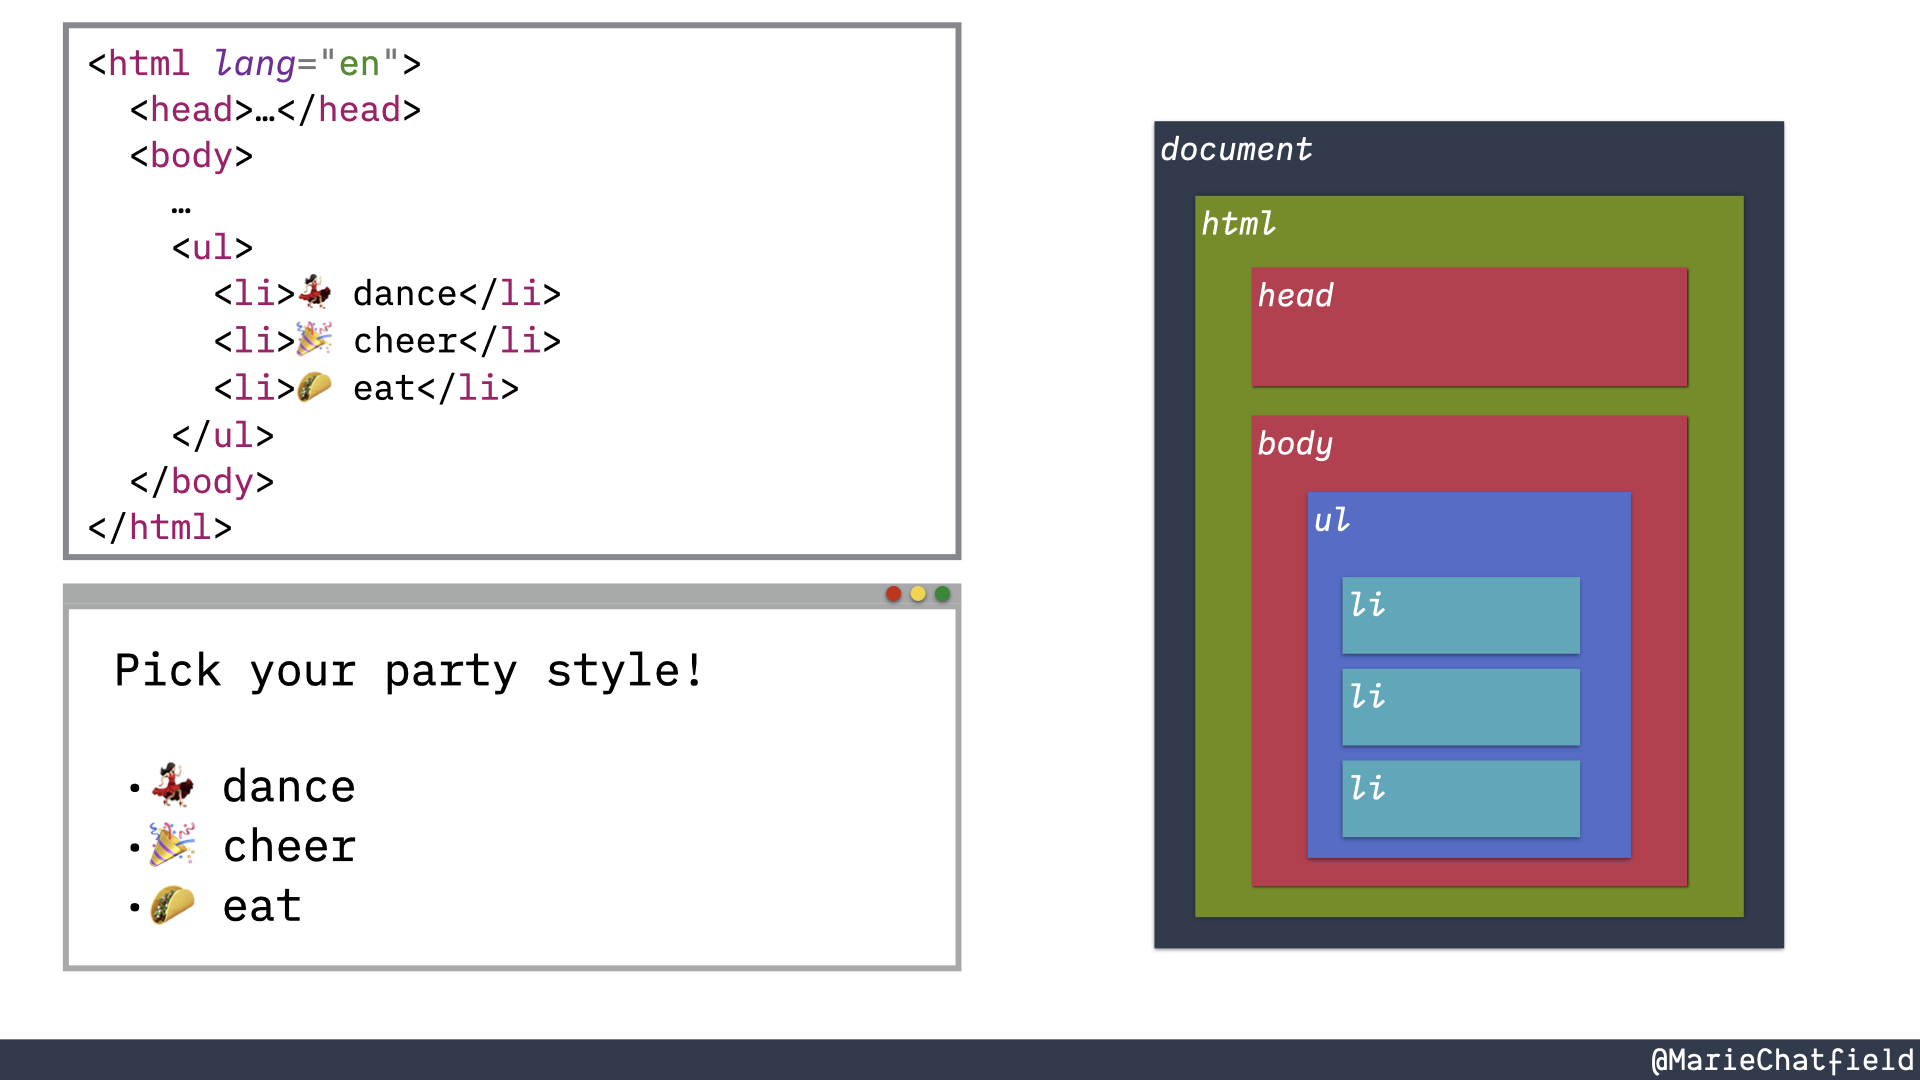 <html lang="en">
<head>…</head>
<body>
…
<ul>
<li>💃🏻 dance</li>
<li>🎉 cheer</li>
<li>🌮 eat</li>
</ul>
</body>
</html>
Pick your party style!
•💃🏻 dance
•🎉 cheer
•🌮 eat
document
html
head
body
ul
li
li
li
@MarieChatfield